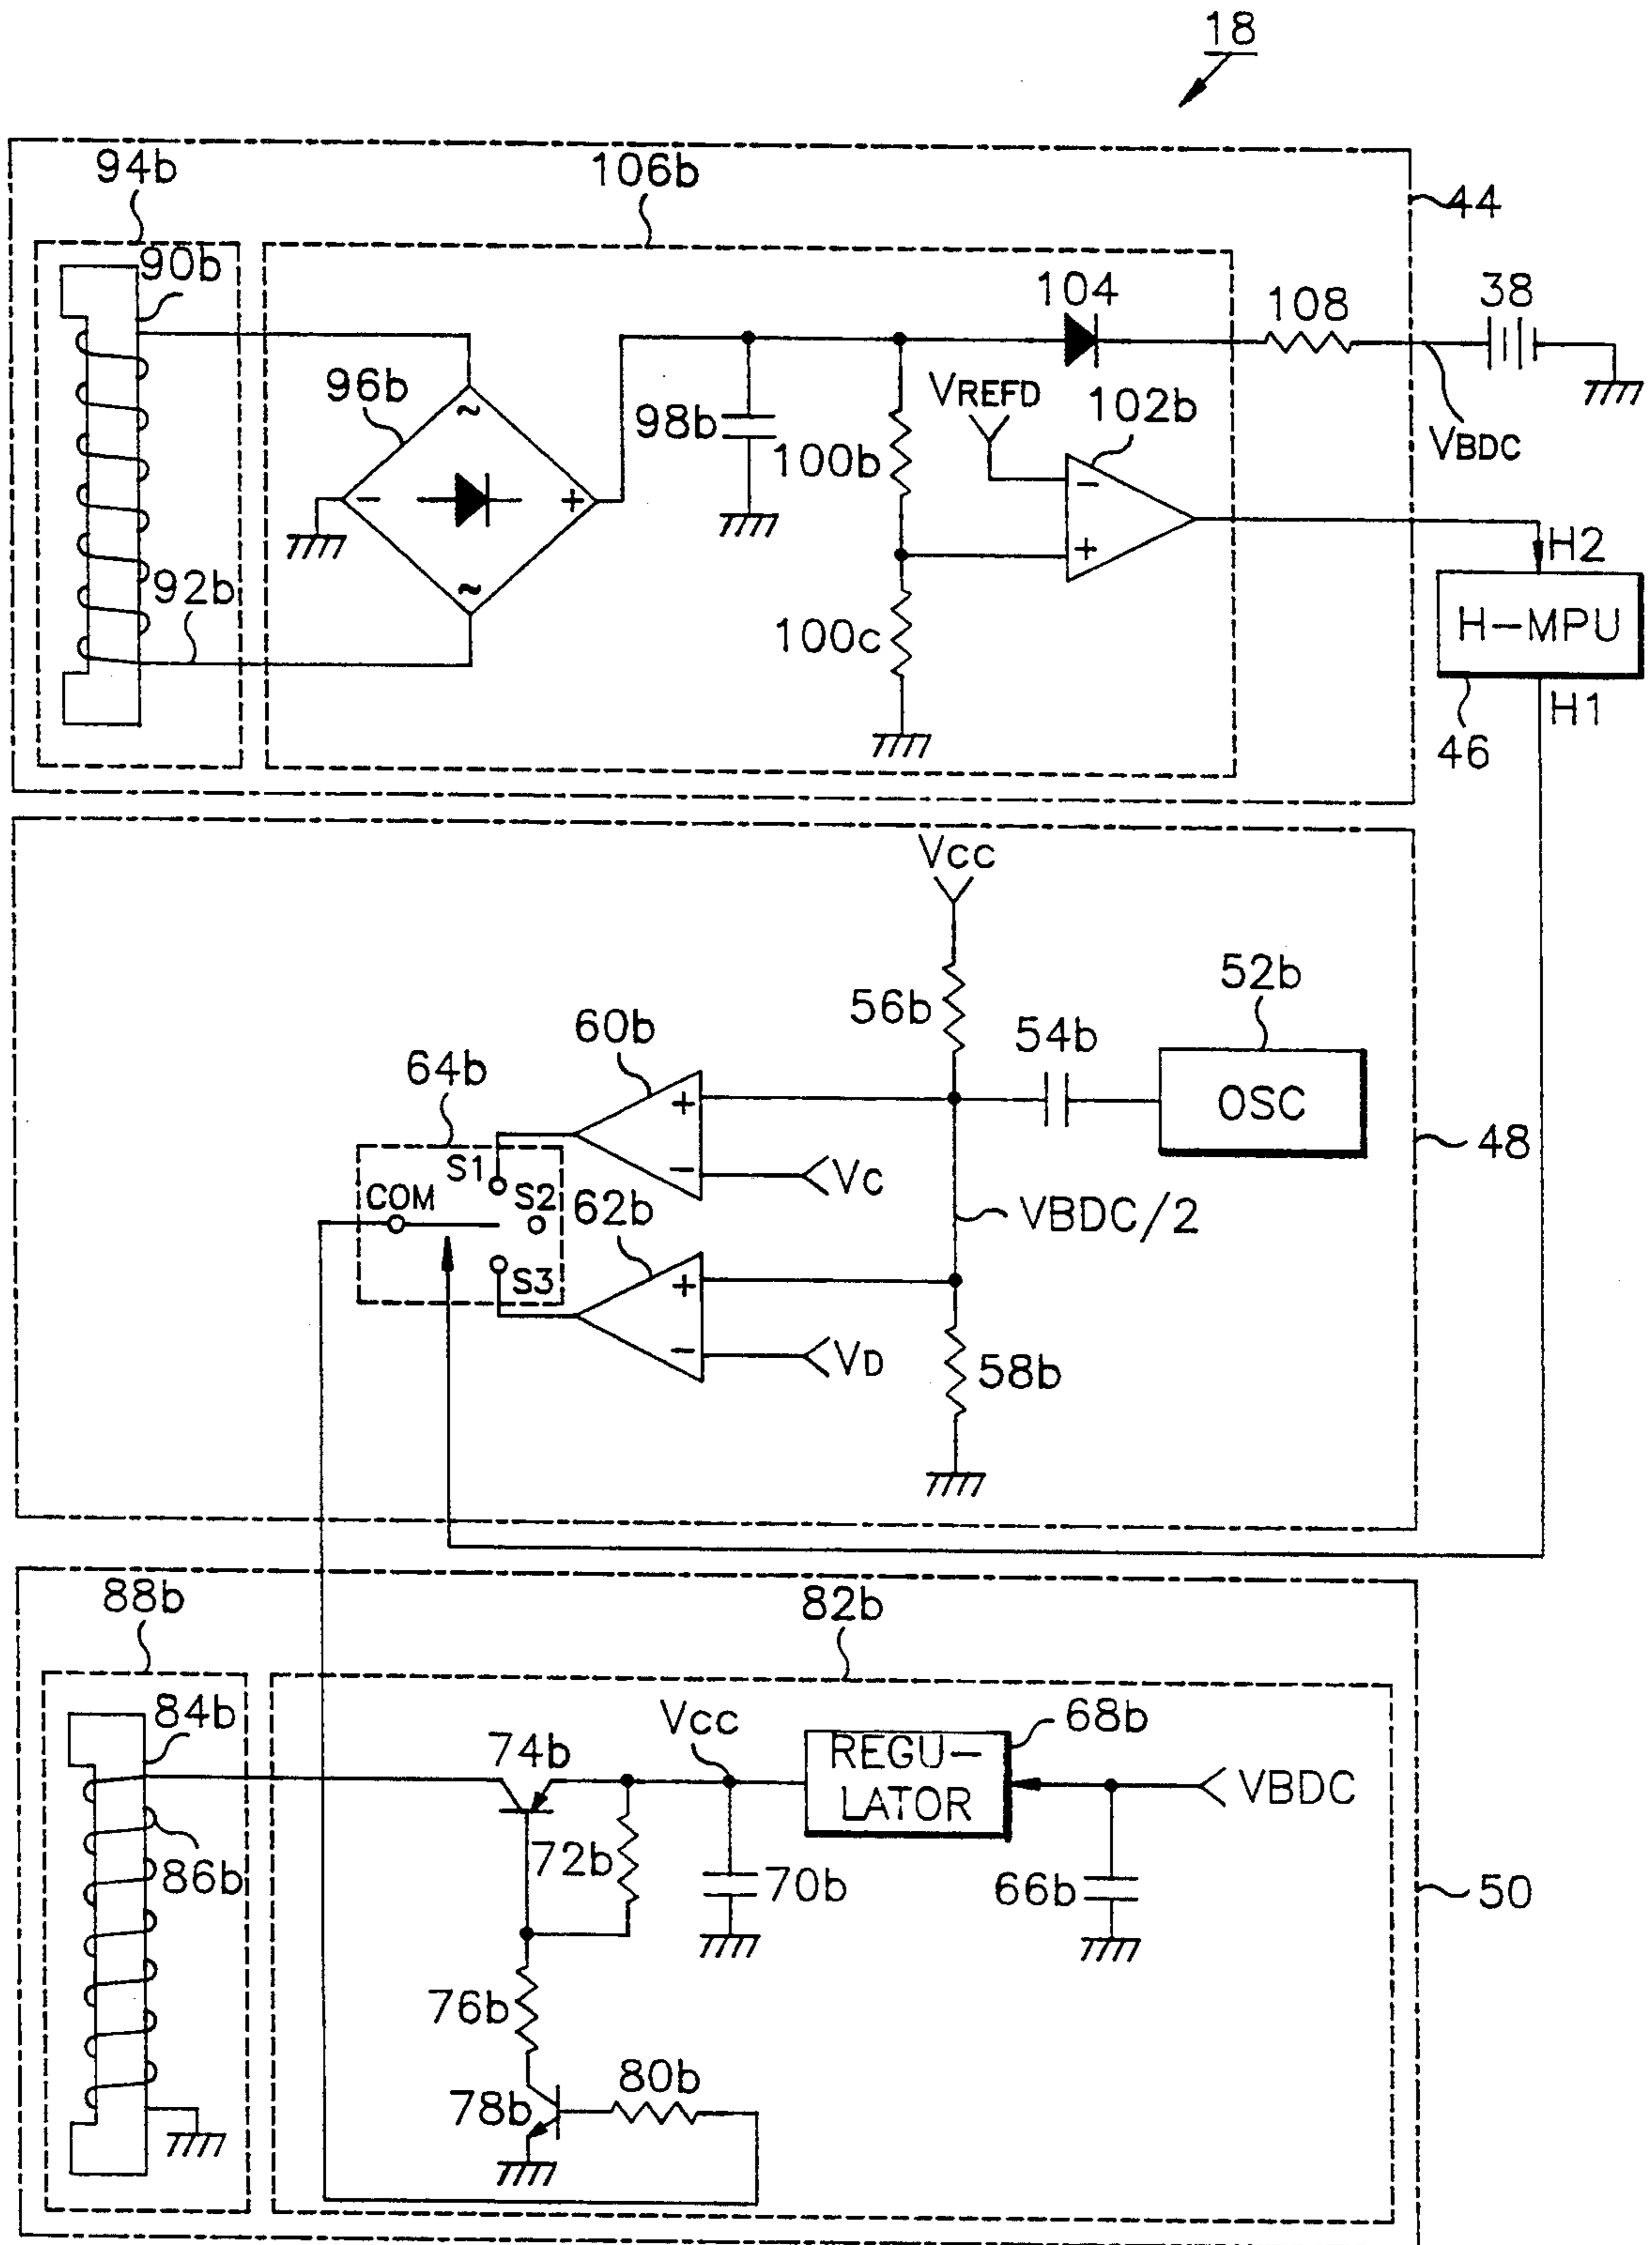 18
94b
106b
44
90b
104
108
38
96b
VREFD
102b
98b
100b
VBDC
~
- +
~
-
+
92b
100c
H2
H-MPU
H1
46
VCC
52b
56b
60b
54b
64b
OSC
+
48
S1
-
VC
COM
S2
62b
VBDC/2
S3
+
-
VD
58b
88b
82b
84b
VCC
68b
74b
REGU-
LATOR
VBDC
72b
86b
70b
66b
50
76b
80b
78b